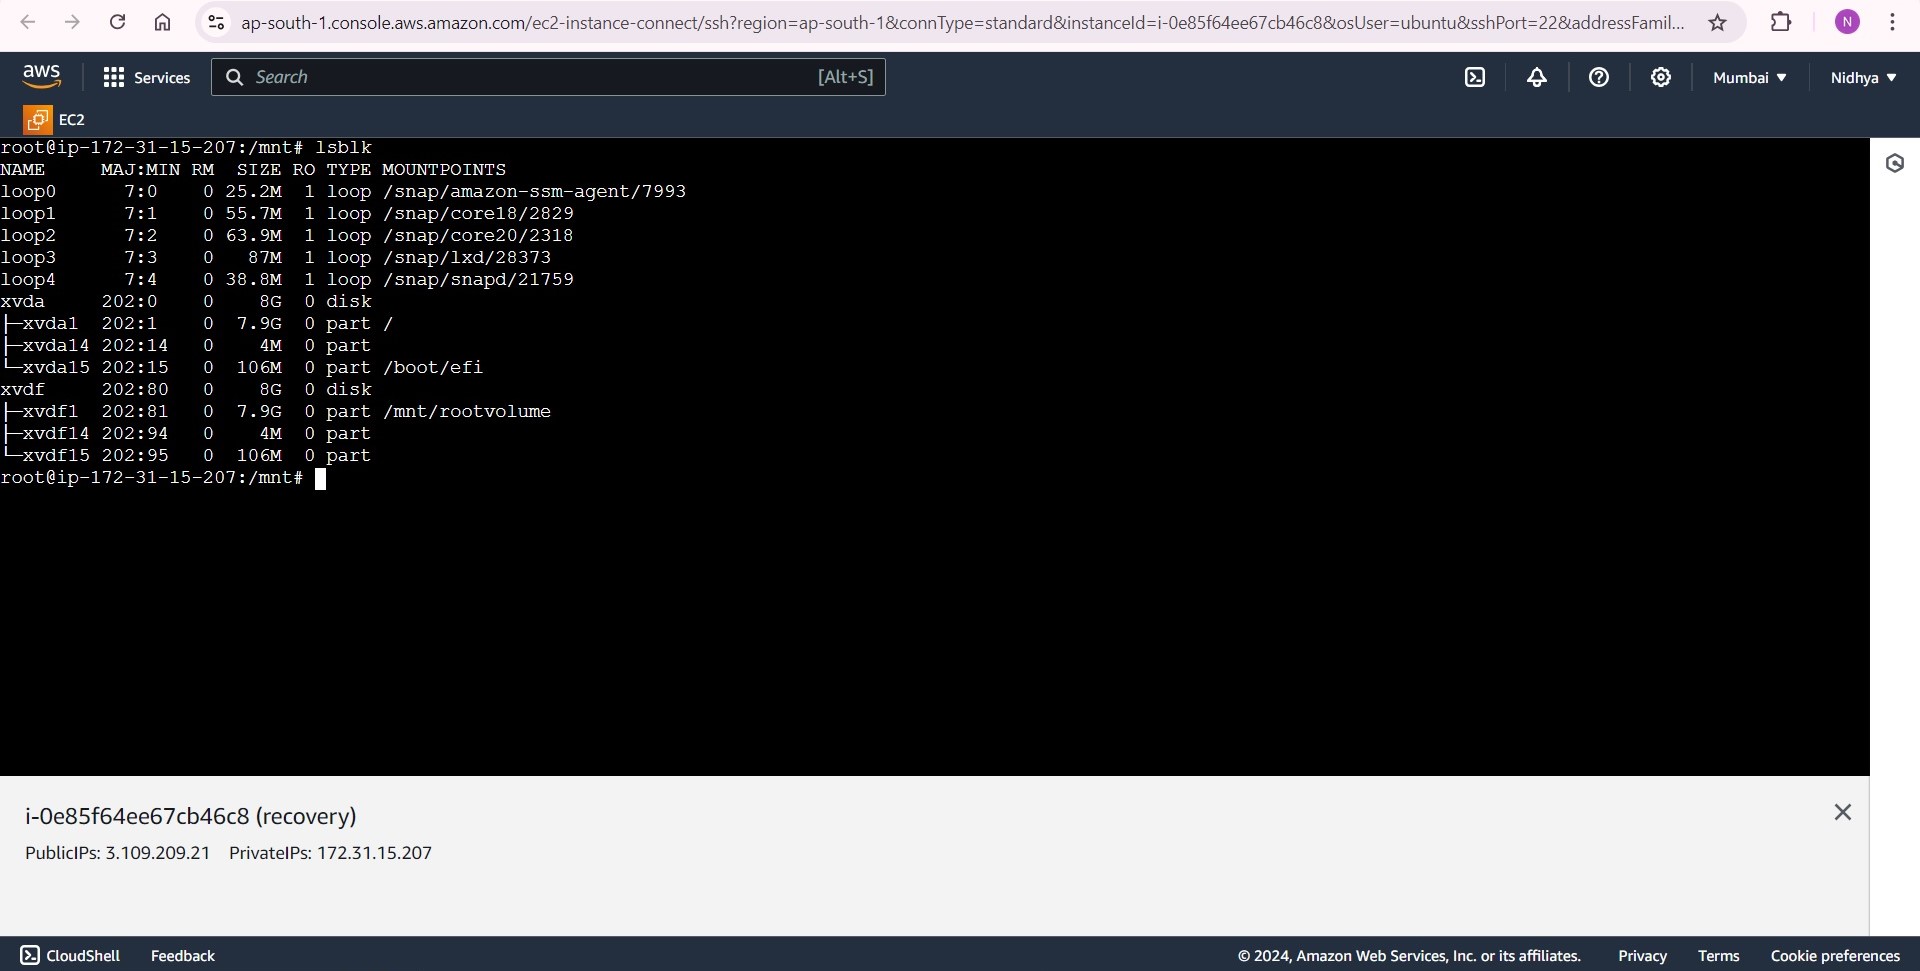 ap-south-1.console.aws.amazon.com/ec2-instance-connect/ssh?region=ap-south-1&connType=standard&instanceId=i-0e85f64ee67cb46c8&osUser=ubuntu&sshPort=22&addressFamil...
N
aws
Services
Search
[Alt+S]
Mumbai ▼
Nidhya ▼
EC2
root@ip-172-31-15-207:/mnt# lsblk
NAME     MAJ:MIN RM  SIZE RO TYPE MOUNTPOINTS
loop0      7:0    0 25.2M  1 loop /snap/amazon-ssm-agent/7993
loop1      7:1    0 55.7M  1 loop /snap/core18/2829
loop2      7:2    0 63.9M  1 loop /snap/core20/2318
loop3      7:3    0   87M  1 loop /snap/lxd/28373
loop4      7:4    0 38.8M  1 loop /snap/snapd/21759
xvda     202:0    0    8G  0 disk
├─xvda1  202:1    0  7.9G  0 part /
├─xvda14 202:14   0    4M  0 part
└─xvda15 202:15   0  106M  0 part /boot/efi
xvdf     202:80   0    8G  0 disk
├─xvdf1  202:81   0  7.9G  0 part /mnt/rootvolume
├─xvdf14 202:94   0    4M  0 part
└─xvdf15 202:95   0  106M  0 part
root@ip-172-31-15-207:/mnt#
i-0e85f64ee67cb46c8 (recovery)
PublicIPs: 3.109.209.21    PrivateIPs: 172.31.15.207
CloudShell
Feedback
© 2024, Amazon Web Services, Inc. or its affiliates.
Privacy
Terms
Cookie preferences